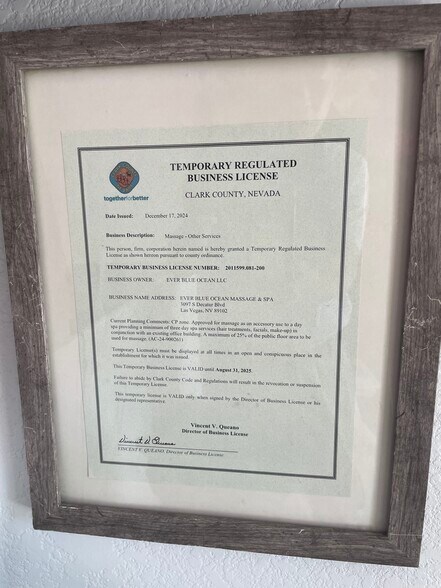 togetherforbetter
TEMPORARY REGULATED
BUSINESS LICENSE
CLARK COUNTY, NEVADA
Date Issued: December 17, 2024
Business Description: Massage - Other Services
This person, firm, corporation herein named is hereby granted a Temporary Regulated Business
License as shown hereon pursuant to county ordinance.
TEMPORARY BUSINESS LICENSE NUMBER: 2011599.081-200
BUSINESS OWNER: EVER BLUE OCEAN LLC
BUSINESS NAME ADDRESS EVER BLUE OCEAN MASSAGE & SPA
3097 S Decatur Blvd
Las Vegas, NV 89102
Current Planning Comments: CP zone. Approved for massage as an accessory use to a day
spa providing a minimum of three day spa services (hair treatments, facials, make-up) in
conjunction with an existing office building. A maximum of 25% of the public floor area to be
used for massage. (AC-24-900261)
Temporary License(s) must be displayed at all times in an open and conspicuous place in the
establishment for which it was issued.
This Temporary Business License is VALID until August 31, 2025.
Failure to abide by Clark County Code and Regulations will result in the revocation or suspension
of this Temporary License.
This temporary license is VALID only when signed by the Director of Business License or his
designated representative.
Vincent V. Queano
Director of Business License
VINCENT V. QUEANO, Director of Business License